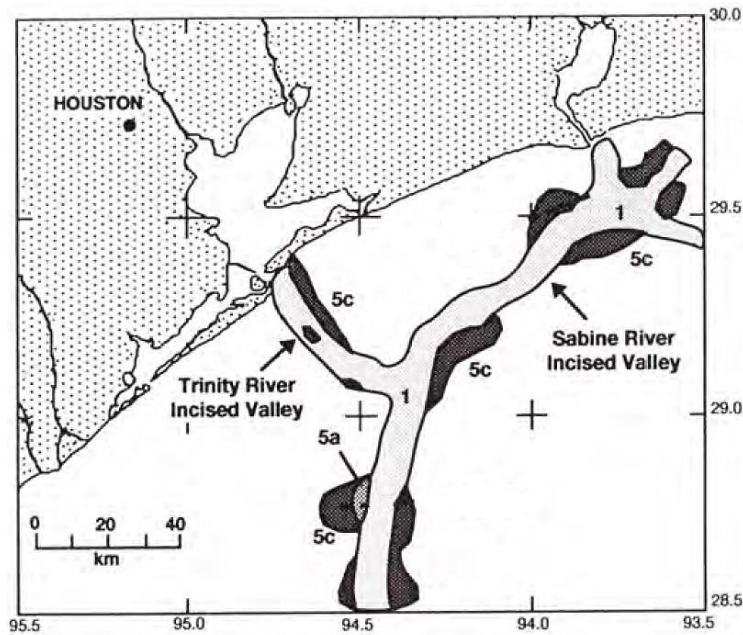 30.0
HOUSTON
29.5
1
5c
5c
Sabine River
Incised Valley
Trinity River
Incised Valley
5c
1
29.0
5a
0 20 40
km
5c
28.5
95.5 95.0 94.5 94.0 93.5